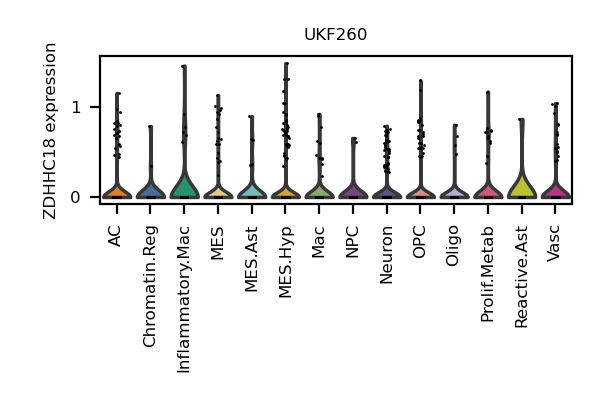 UKF260
ZDHHC18 expression
1
0
AC
Chromatin.Reg
Inflammatory.Mac
MES
MES.Ast
MES.Hyp
Mac
NPC
Neuron
OPC
Oligo
Prolif.Metab
Reactive.Ast
Vasc